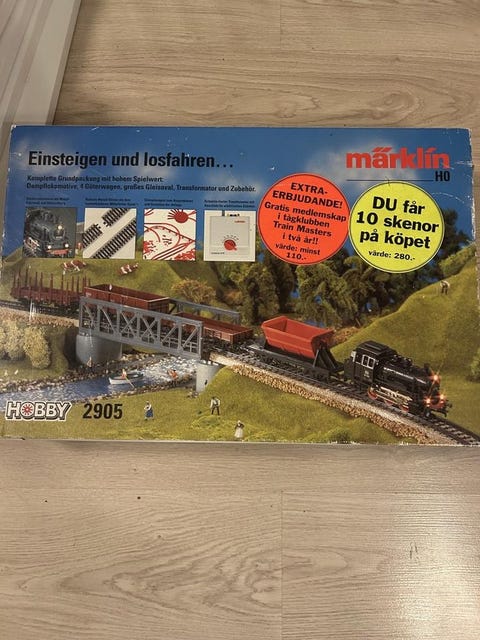 Einsteigen und losfahren...
Komplette Grundpackung mit hohem Spielwert:
Dampflokomotive, 4 Güterwagen, großes Gleisoval, Transformator und Zubehör.
märklin
H0
EXTRA-
ERBJUDANDE!
Gratis medlemskap
i tågklubben
Train Masters
i två år!!
värde: minst
110.-
DU får
10 skenor
på köpet
värde: 280.-
HOBBY 2905